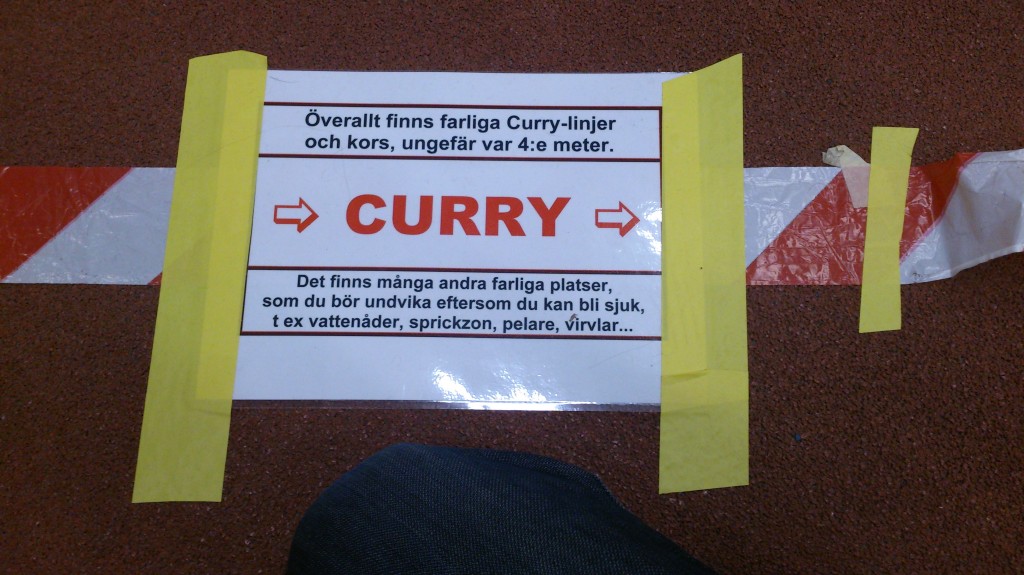 Överallt finns farliga Curry-linjer
och kors, ungefär var 4:e meter.
CURRY
Det finns många andra farliga platser,
som du bör undvika eftersom du kan bli sjuk,
t ex vattenåder, sprickzon, pelare, virvlar...